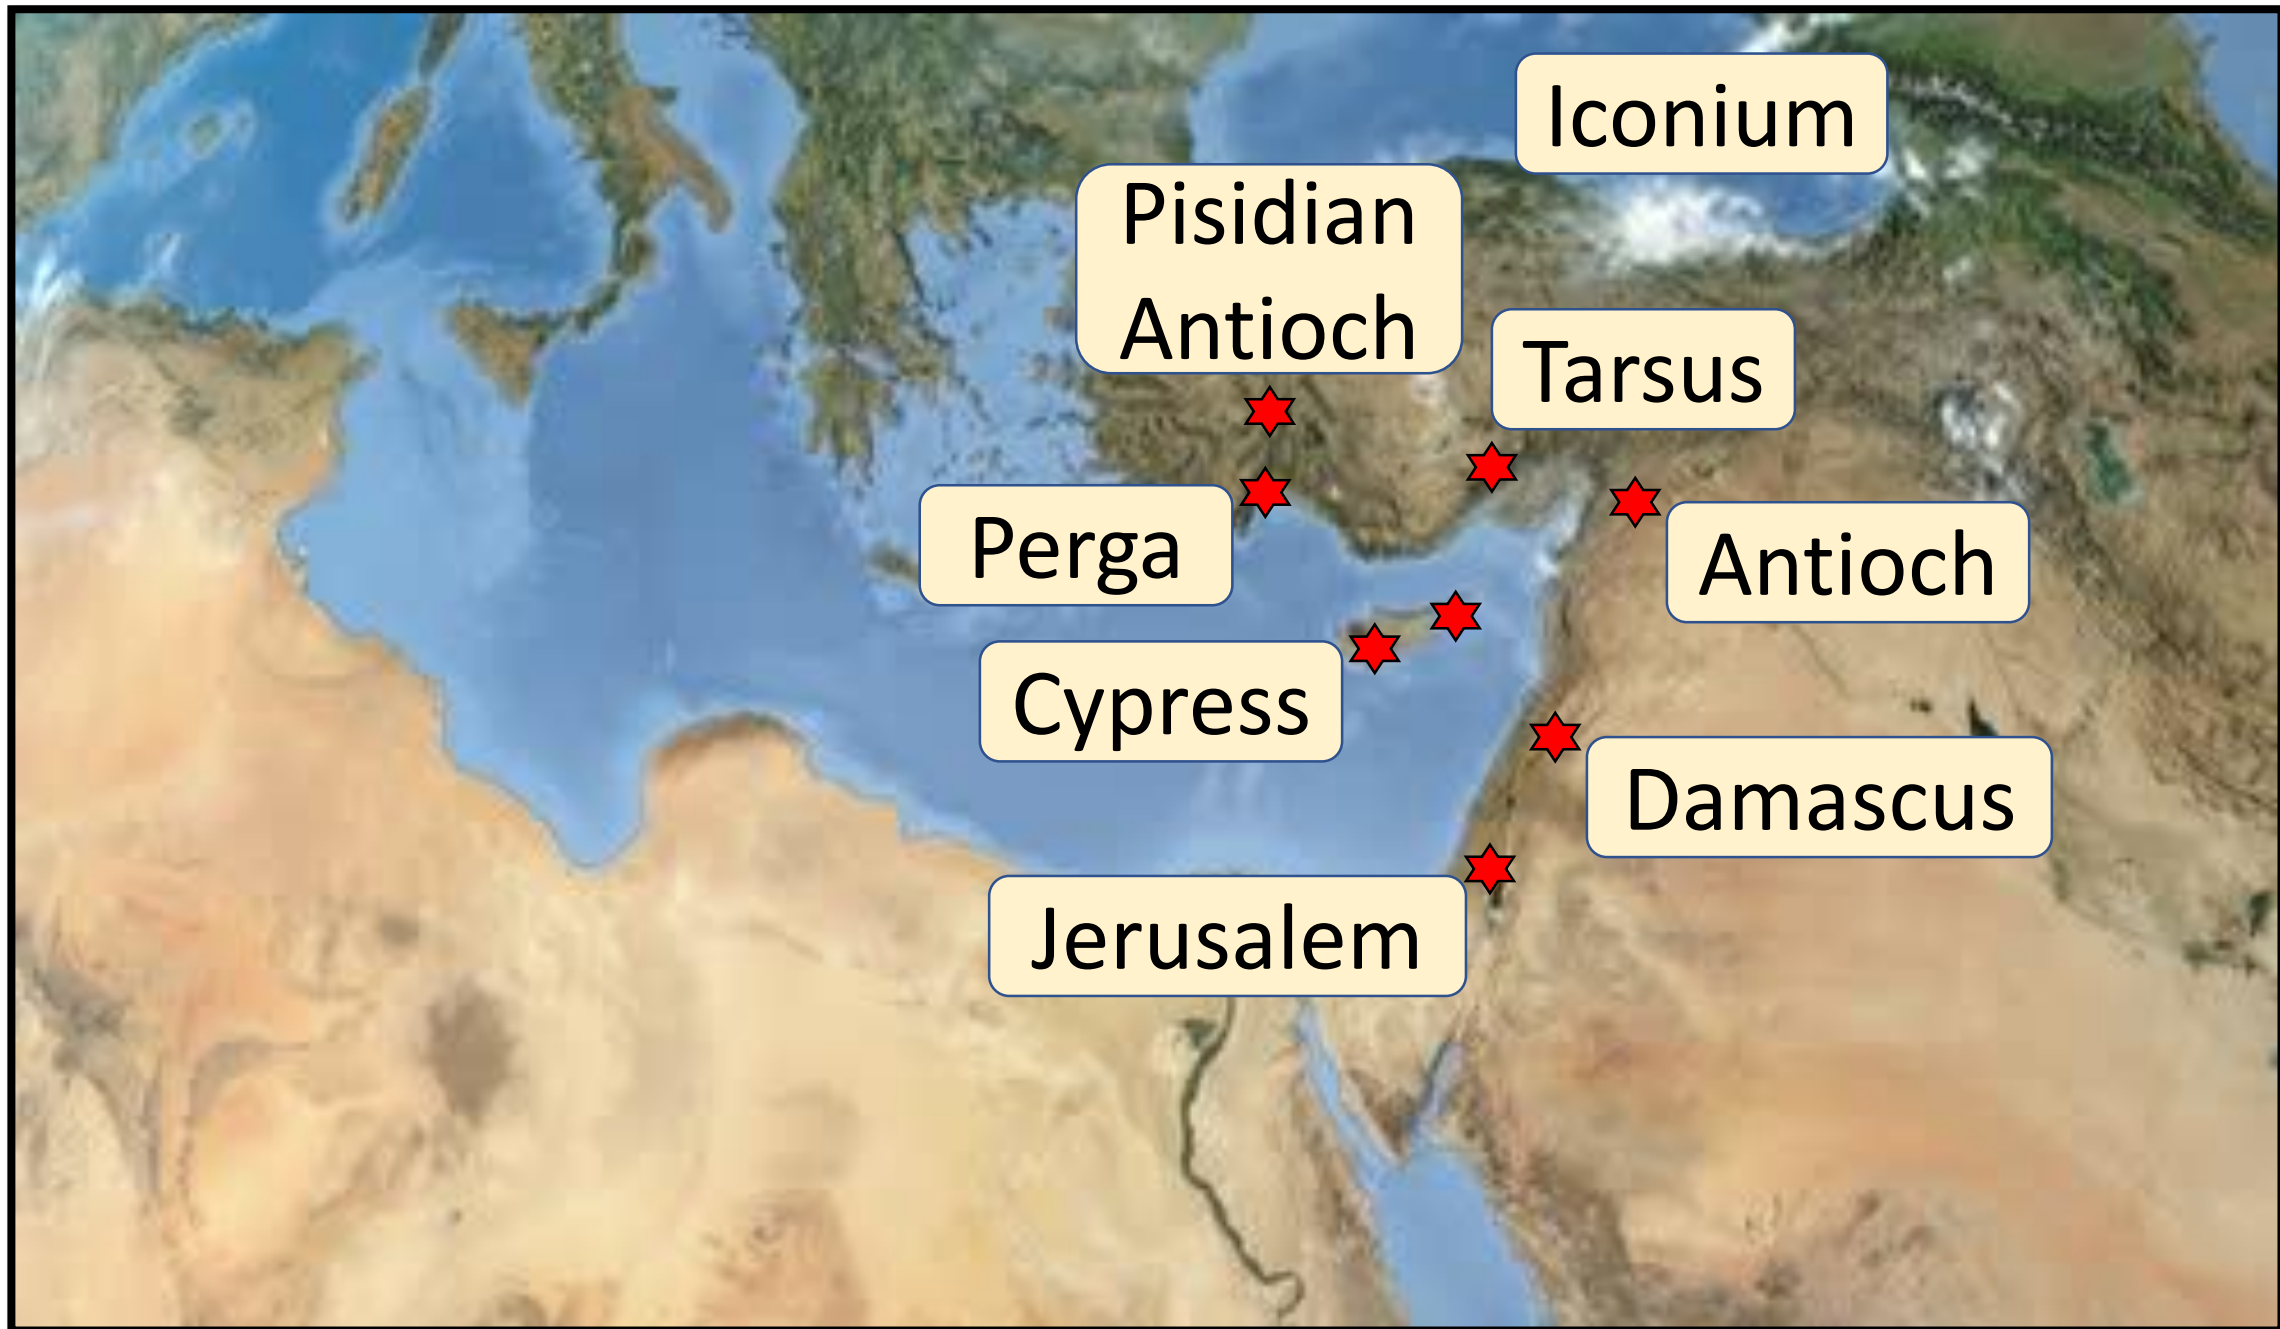 Iconium
Pisidian
Antioch
Tarsus
Perga
Antioch
Cypress
Damascus
Jerusalem